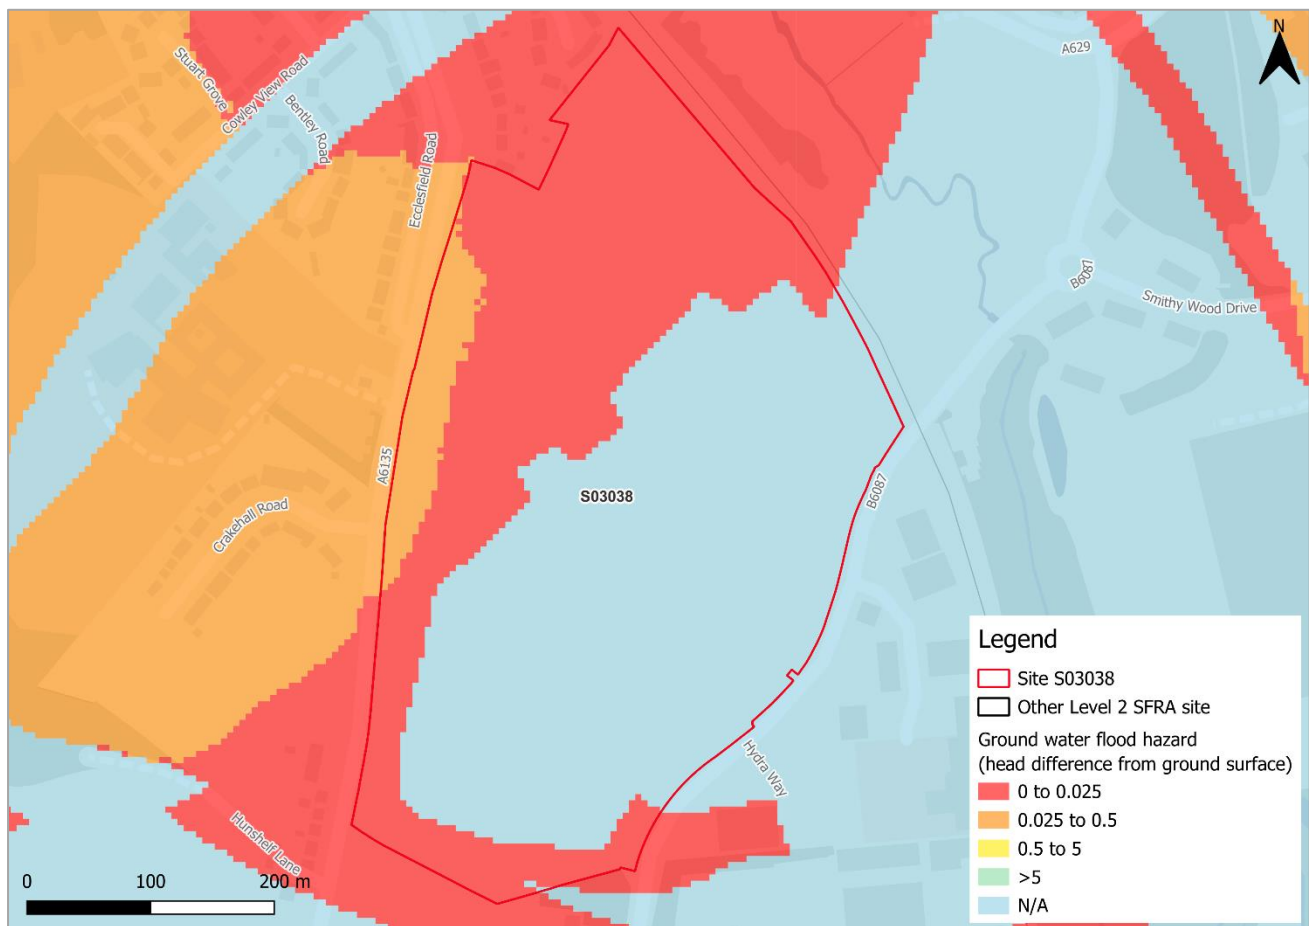 N
A629
Stuart Grove
Cowley View Road
Bentley Road
Ecclesfield Road
B6087
Smithy Wood Drive
A6135
S03038
B6087
Crakehall Road
Hydra Way
Hunshelf Lane
Legend
Site S03038
Other Level 2 SFRA site
Ground water flood hazard
(head difference from ground surface)
0 to 0.025
0.025 to 0.5
0.5 to 5
>5
N/A
0 100 200 m